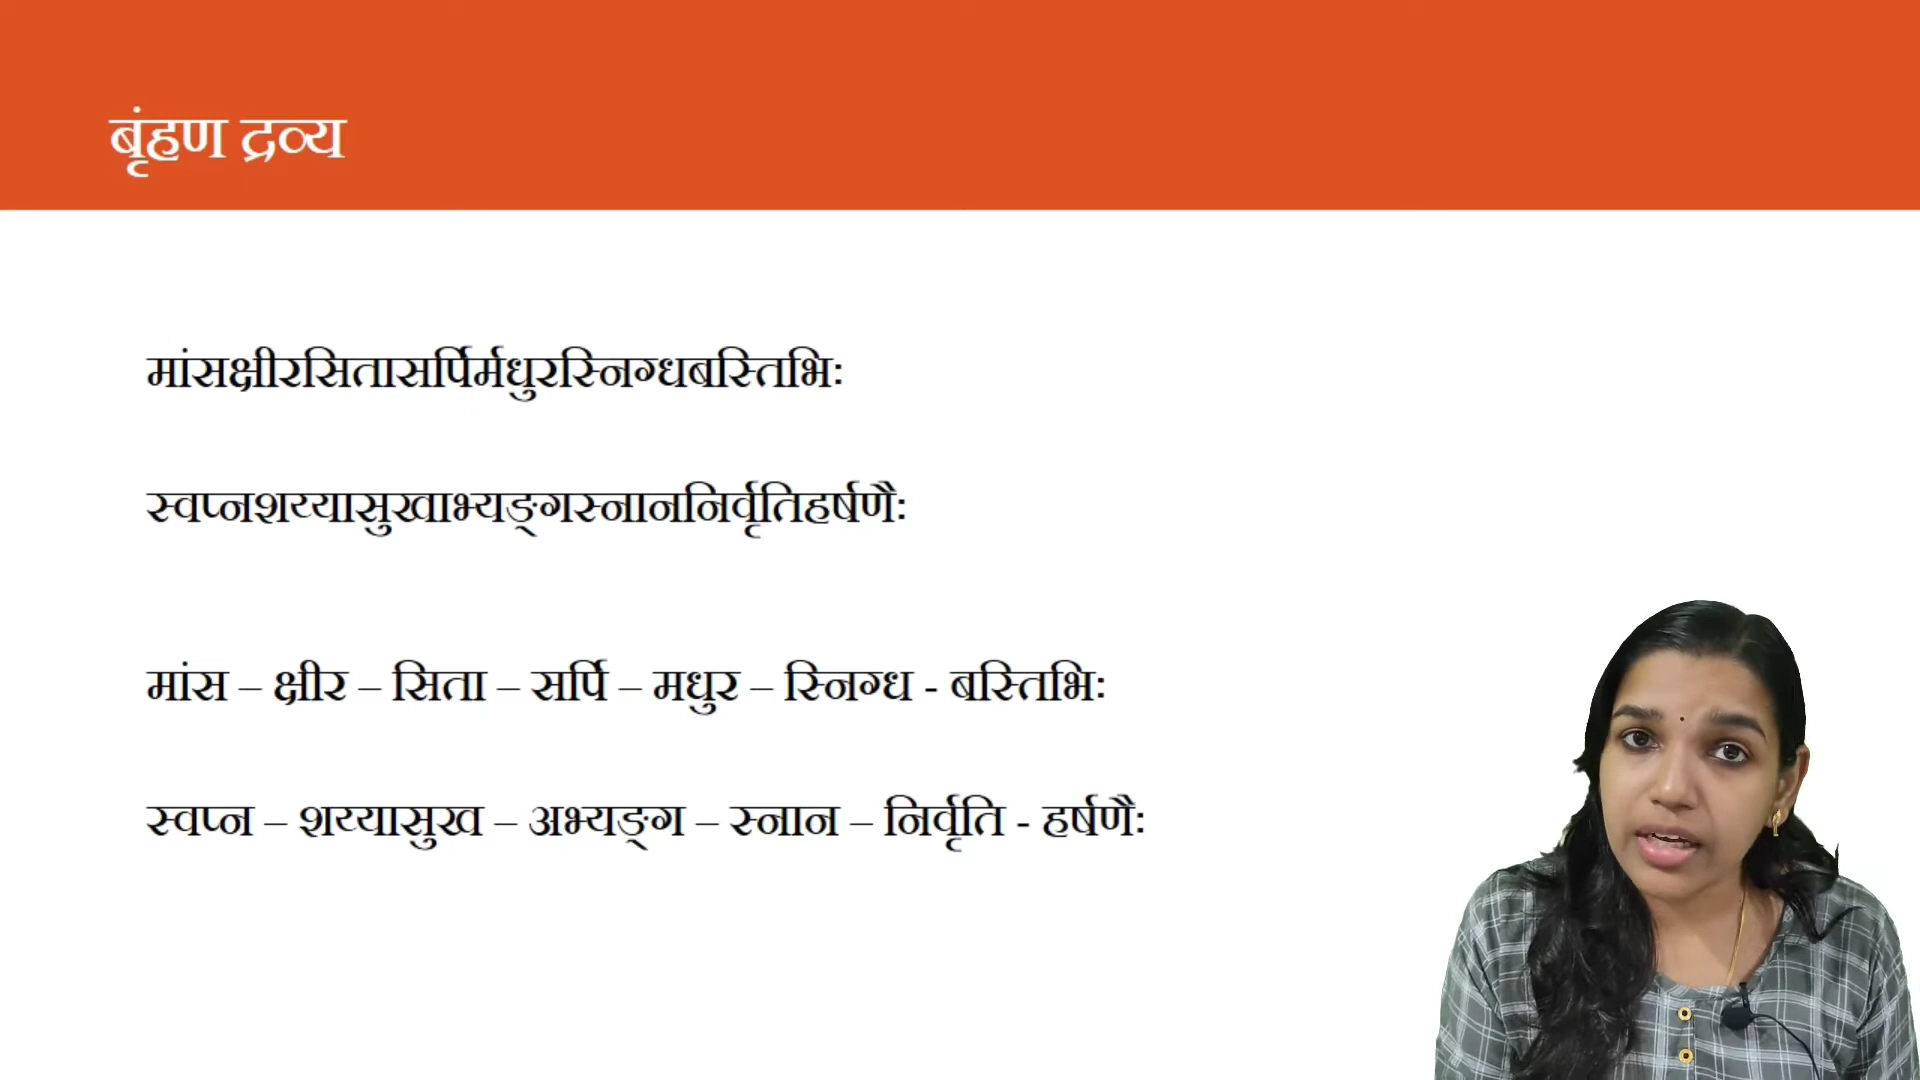 बृंहण द्रव्य
मांसक्षीरसितासर्पिर्मधुरस्निग्धबस्तिभिः
स्वप्नशय्यासुखाभ्यङ्गस्नाननिर्वृतिहर्षणैः
मांस – क्षीर – सिता – सर्पि – मधुर – स्निग्ध - बस्तिभिः
स्वप्न – शय्यासुख – अभ्यङ्ग – स्नान – निर्वृति - हर्षणैः